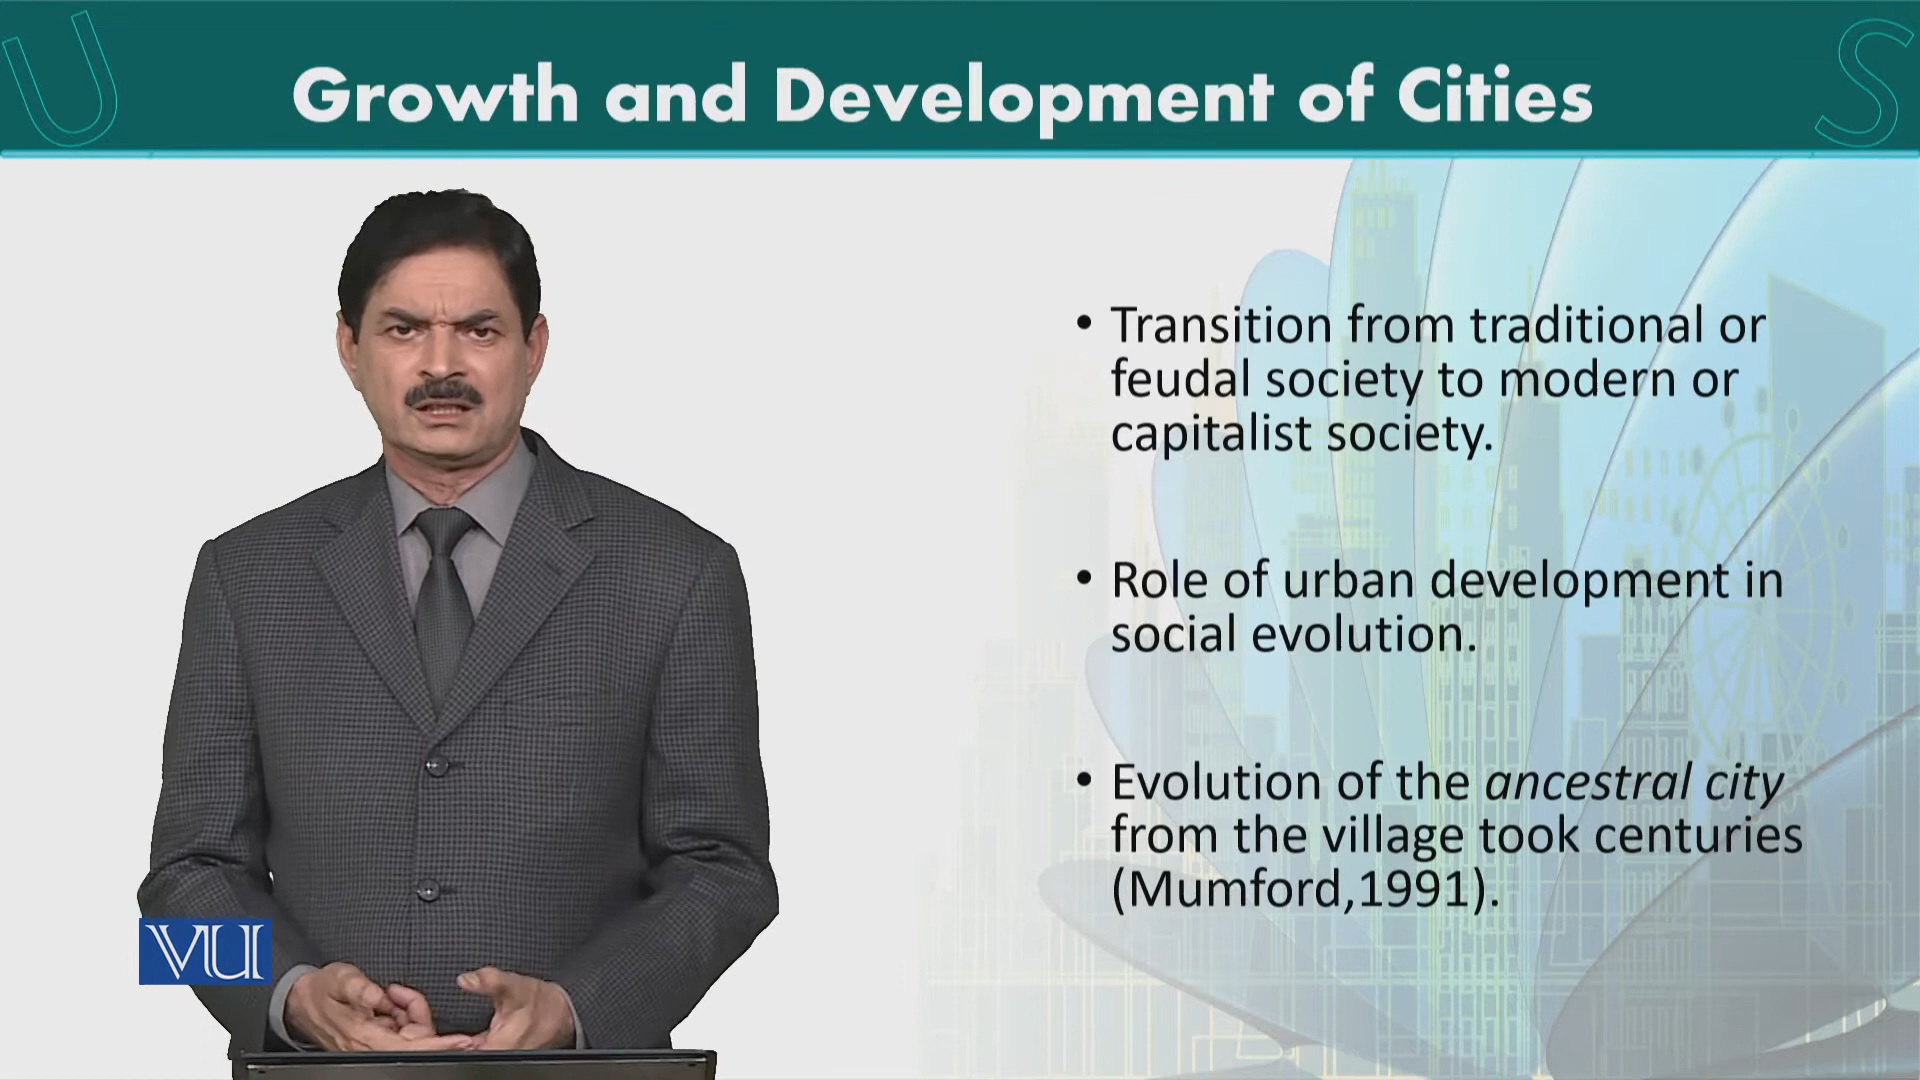 U
S
Growth and Development of Cities
• Transition from traditional or
feudal society to modern or
capitalist society.
• Role of urban development in
social evolution.
• Evolution of the ancestral city
from the village took centuries
(Mumford,1991).
VU